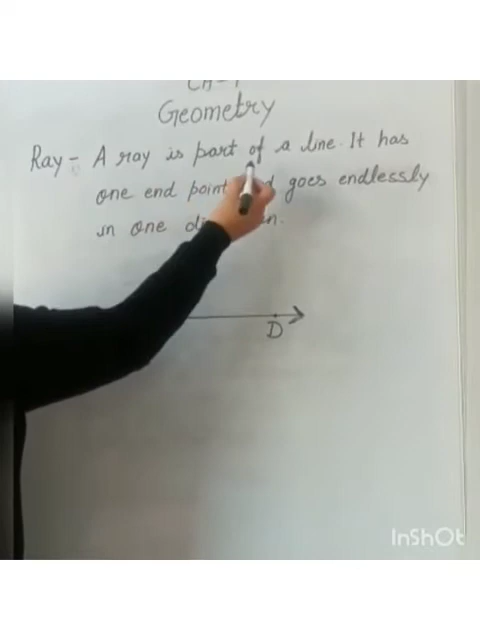 Geometry
Ray - A ray is part of a line. It has
one end point goes endlessly
in one
D
InShOt